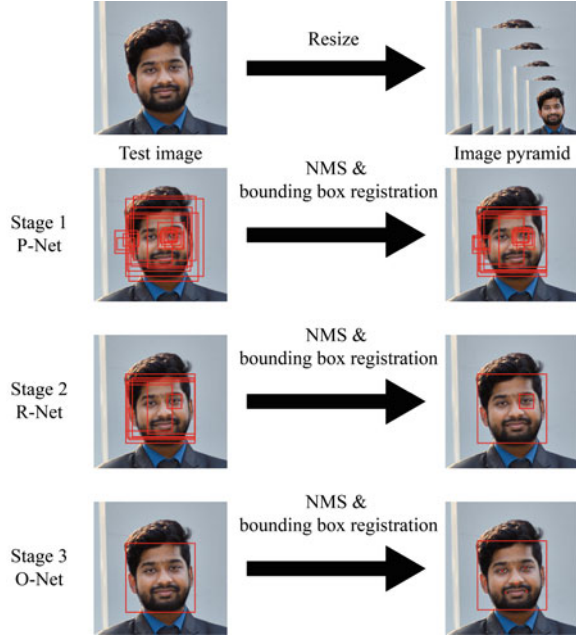 Resize
Test image
Image pyramid
Stage 1
P-Net
NMS &
bounding box registration
Stage 2
R-Net
NMS &
bounding box registration
Stage 3
O-Net
NMS &
bounding box registration